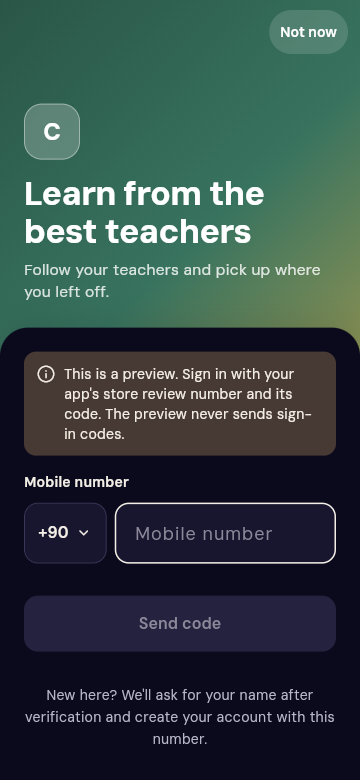 Not now
C
Learn from the
best teachers
Follow your teachers and pick up where
you left off.
This is a preview. Sign in with your
app's store review number and its
code. The preview never sends sign-
in codes.
Mobile number
+90
Mobile number
Send code
New here? We'll ask for your name after
verification and create your account with this
number.